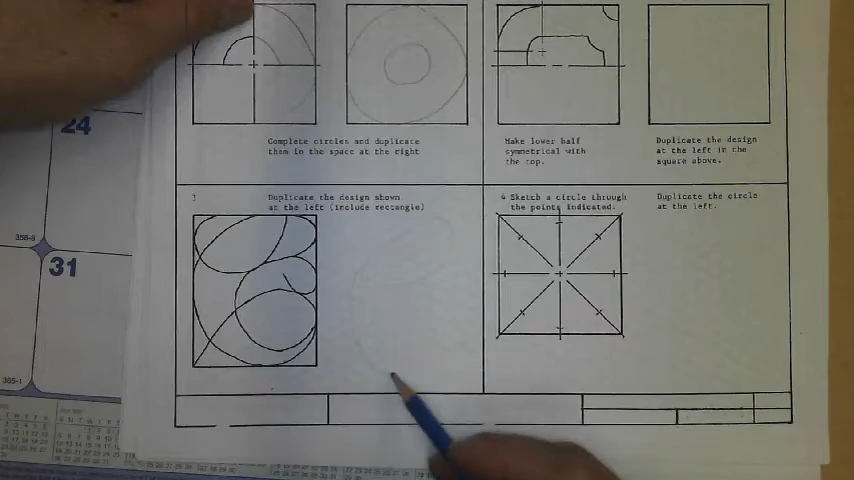 Complete circles and duplicate
them in the space at the right
Make lower half
symmetrical with
the top.
Duplicate the design
at the left in the
square above.
3
Duplicate the design shown
at the left (include rectangle)
4 Sketch a circle through
the points indicated.
Duplicate the circle
at the left.
24
31